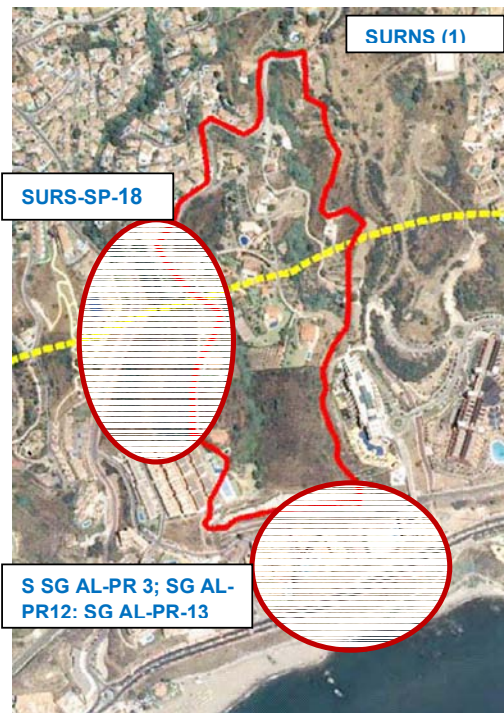 SURNS (1)
SURS-SP-18
S SG AL-PR 3; SG AL-
PR12; SG AL-PR-13